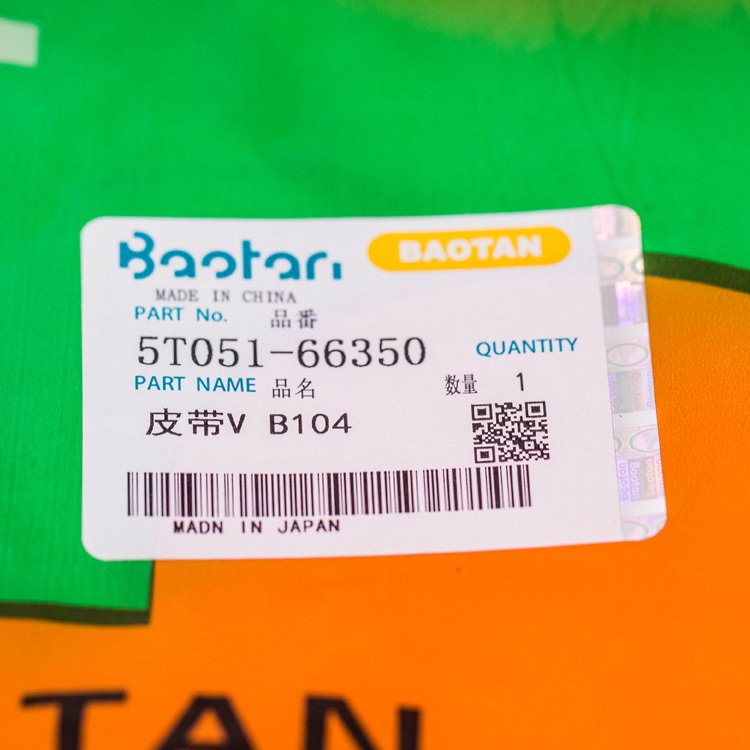 Baotan BAOTAN
MADE IN CHINA
PART No. 品番
5T051-66350 QUANTITY
PART NAME 品名 数量 1
皮带V B104
MADN IN JAPAN
TAN